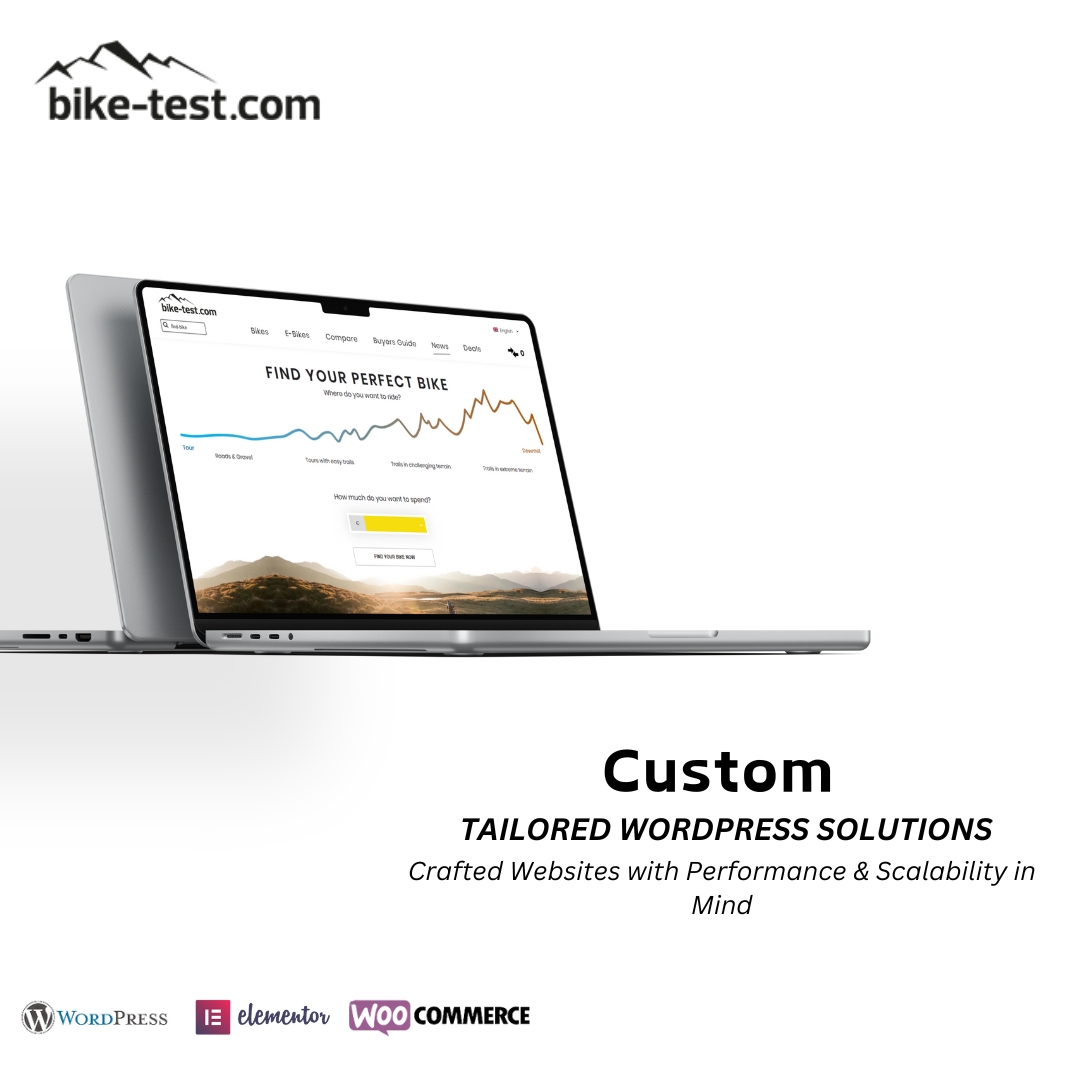 bike-test.com
bike-test.com
find bike
English
Bikes E-Bikes Compare Buyers Guide News Deals
0
FIND YOUR PERFECT BIKE
Where do you want to ride?
Tour
Downhill
Roads & Gravel Tours with easy trails Trails in challenging terrain Trails in extreme terrain
How much do you want to spend?
€
FIND YOUR BIKE NOW
Custom
TAILORED WORDPRESS SOLUTIONS
Crafted Websites with Performance & Scalability in
Mind
WORDPRESS elementor WOO COMMERCE